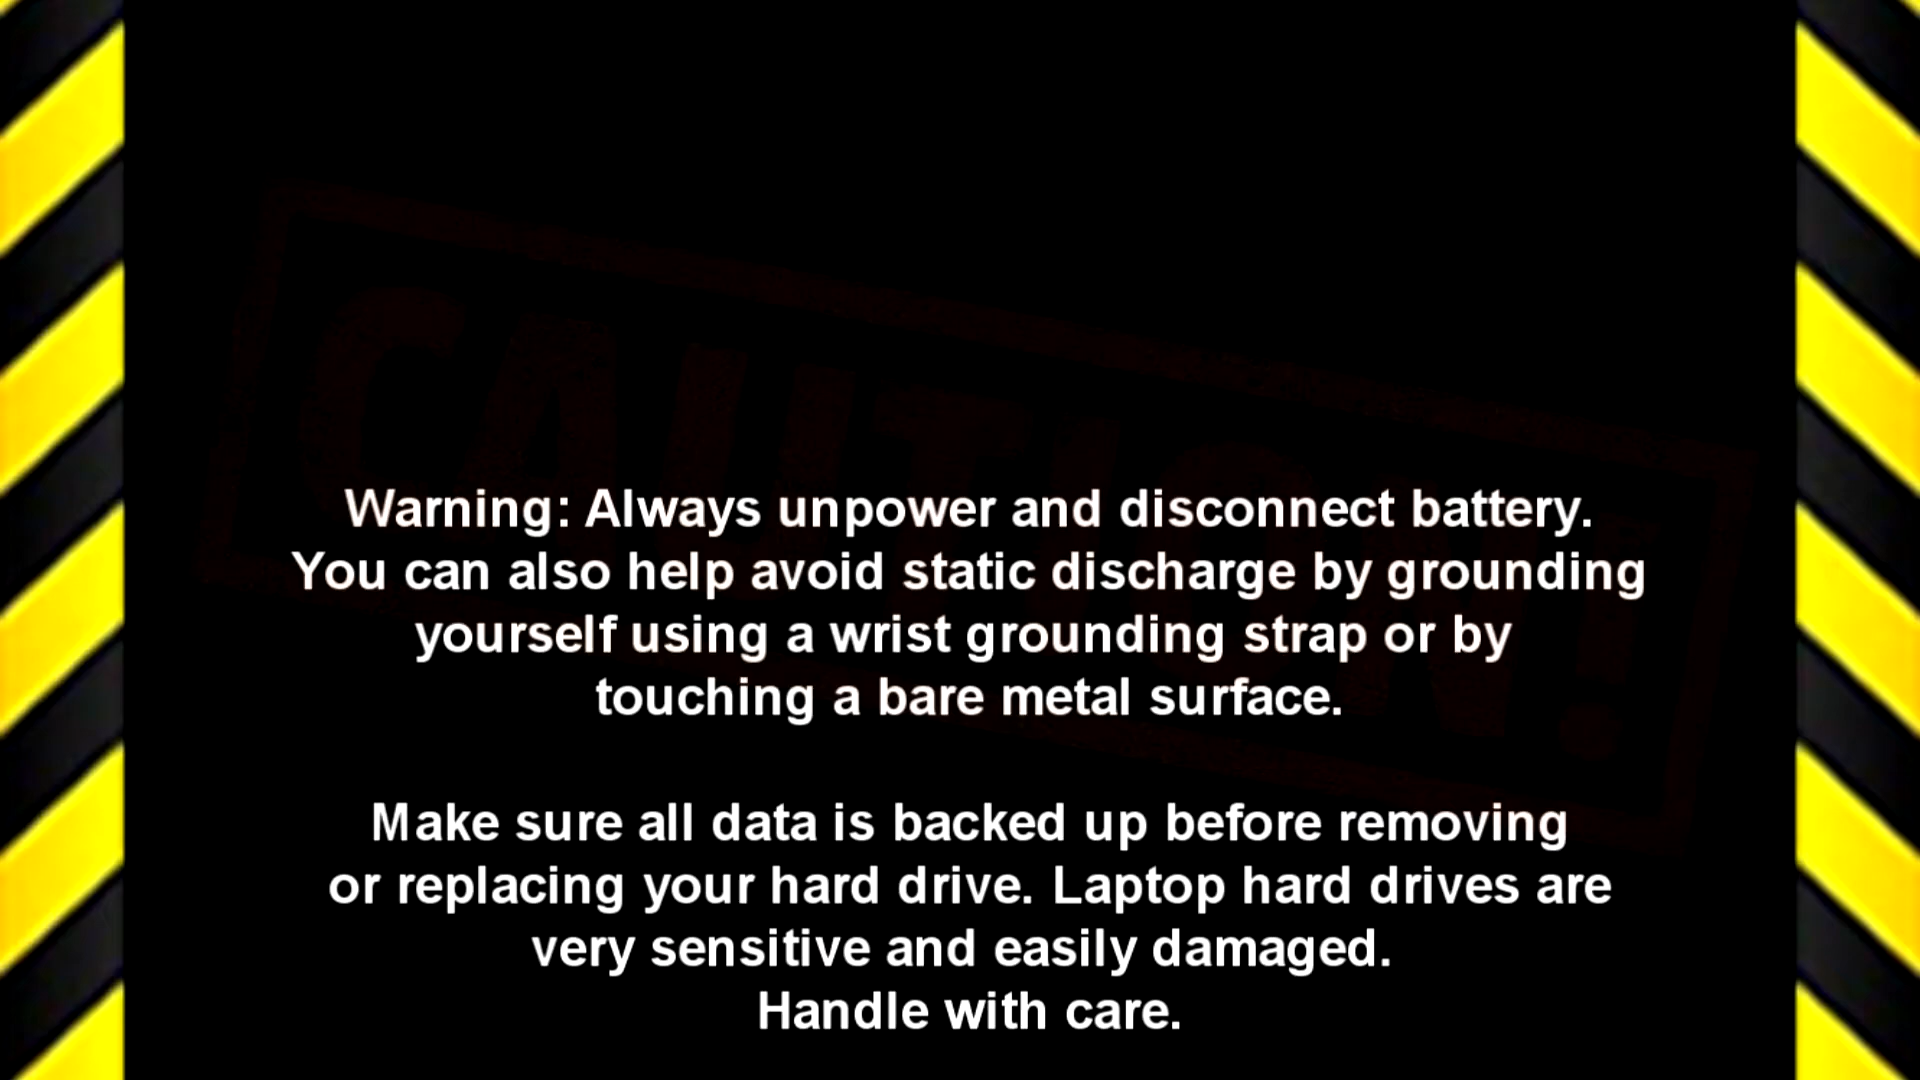 CAUTION!
Warning: Always unpower and disconnect battery.
You can also help avoid static discharge by grounding
yourself using a wrist grounding strap or by
touching a bare metal surface.
Make sure all data is backed up before removing
or replacing your hard drive. Laptop hard drives are
very sensitive and easily damaged.
Handle with care.